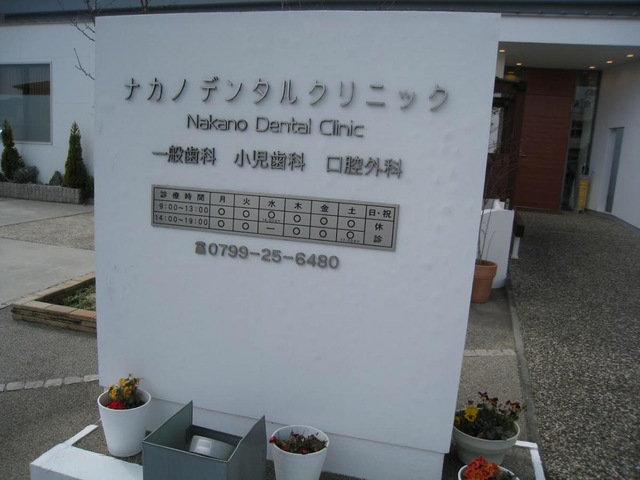 ナカノデンタルクリニック
Nakano Dental Clinic
一般歯科 小児歯科 口腔外科
診療時間 月 火 水 木 金 土 日・祝
9:00~13:00 ○ ○ ○ ○ ○ ○ 休診
14:00~19:00 ○ ○ ー ○ ○ ○
☎0799-25-6480